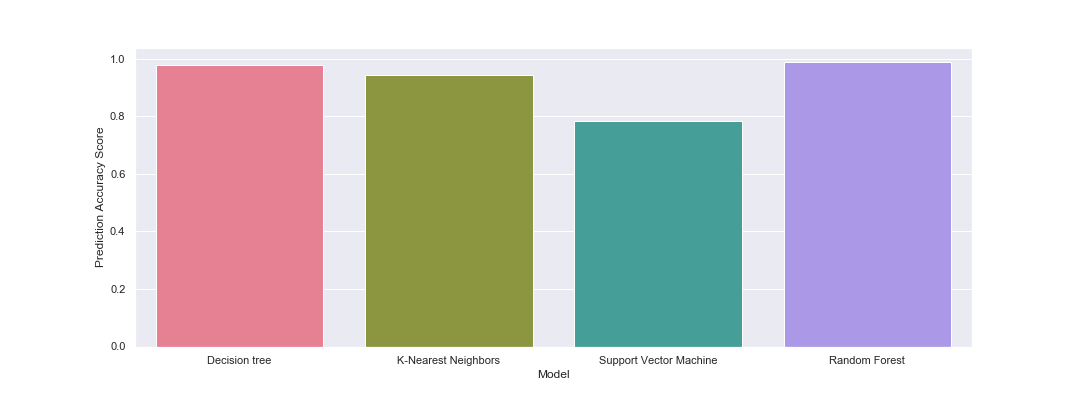 1.0
0.8
0.6
0.4
0.2
0.0
Prediction Accuracy Score
Decision tree
K-Nearest Neighbors
Support Vector Machine
Random Forest
Model